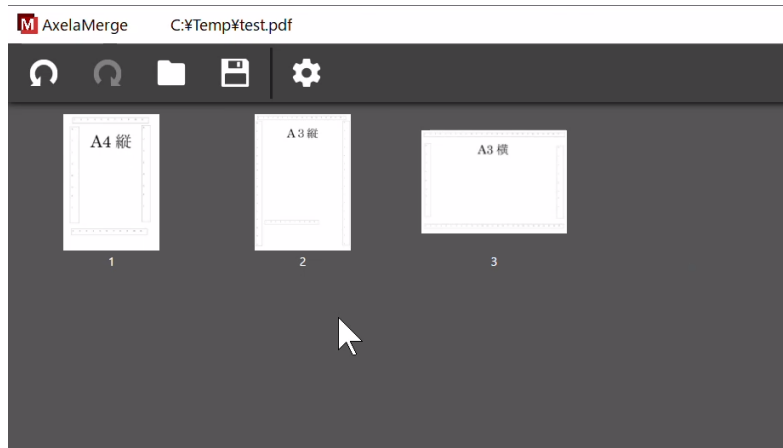 M AxelaMerge C:¥Temp¥test.pdf
A4 縦
A3 縦
A3 横
1
2
3